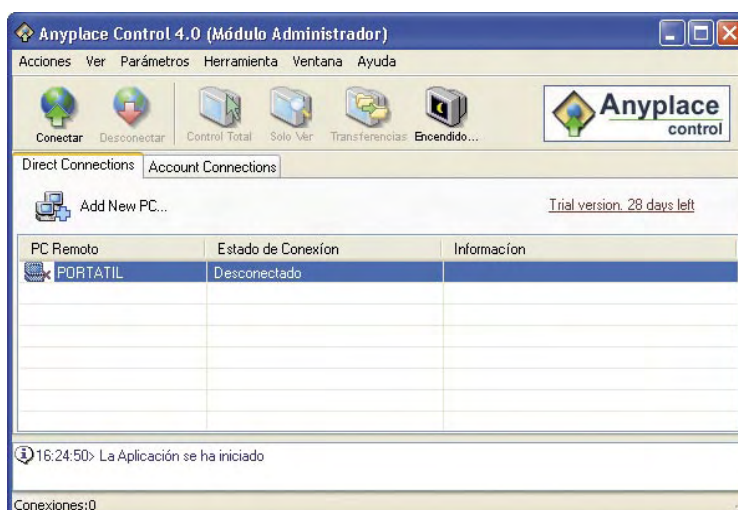 Anyplace Control 4.0 (Módulo Administrador)
Acciones Ver Parámetros Herramienta Ventana Ayuda
Conectar Desconectar Control Total Solo Ver Transferencias Encendido...
Anyplace
control
Direct Connections Account Connections
Add New PC... Trial version. 28 days left
PC Remoto Estado de Conexíon Informacíon
PORTATIL Desconectado
16:24:50> La Aplicación se ha iniciado
Conexiones:0